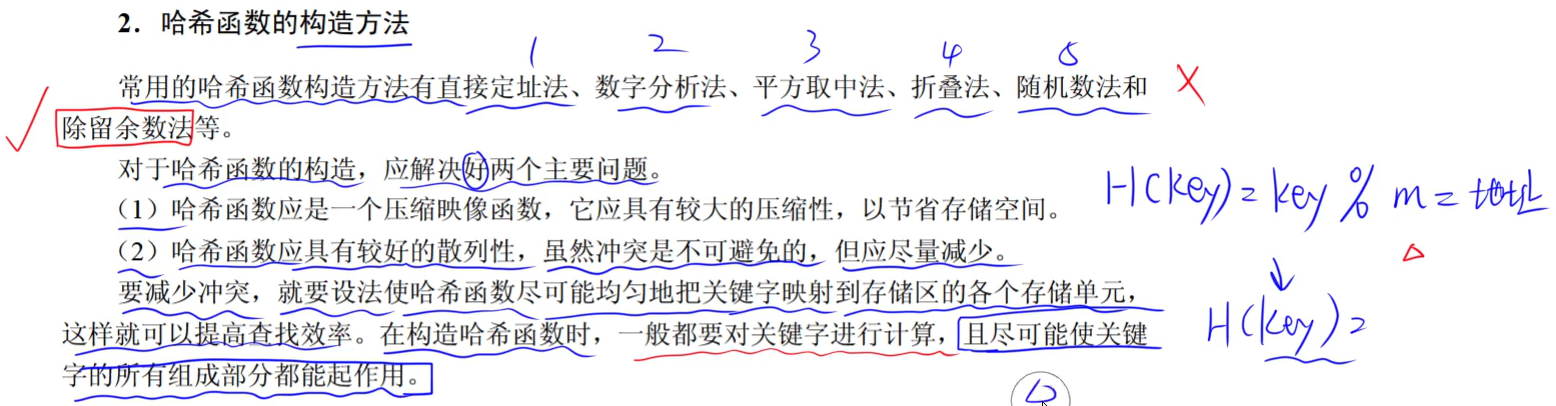 2. 哈希函数的构造方法
1 2 3 4 5
常用的哈希函数构造方法有直接定址法、数字分析法、平方取中法、折叠法、随机数法和
除留余数法等。
对于哈希函数的构造，应解决好两个主要问题。
（1）哈希函数应是一个压缩映像函数，它应具有较大的压缩性，以节省存储空间。
H(key)=key % m =
（2）哈希函数应具有较好的散列性，虽然冲突是不可避免的，但应尽量减少。
要减少冲突，就要设法使哈希函数尽可能均匀地把关键字映射到存储区的各个存储单元，
这样就可以提高查找效率。在构造哈希函数时，一般都要对关键字进行计算，且尽可能使关键
H(key)=
字的所有组成部分都能起作用。